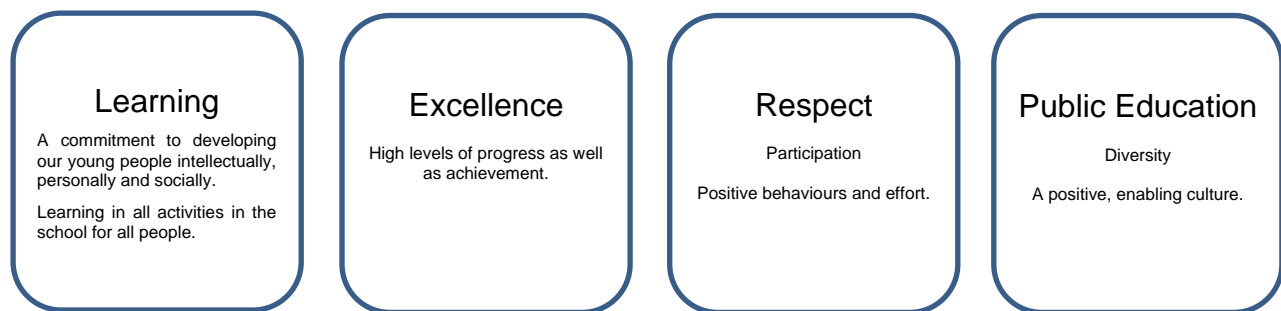 Learning
A commitment to developing
our young people intellectually,
personally and socially.
Learning in all activities in the
school for all people.
Excellence
High levels of progress as well
as achievement.
Respect
Participation
Positive behaviours and effort.
Public Education
Diversity
A positive, enabling culture.